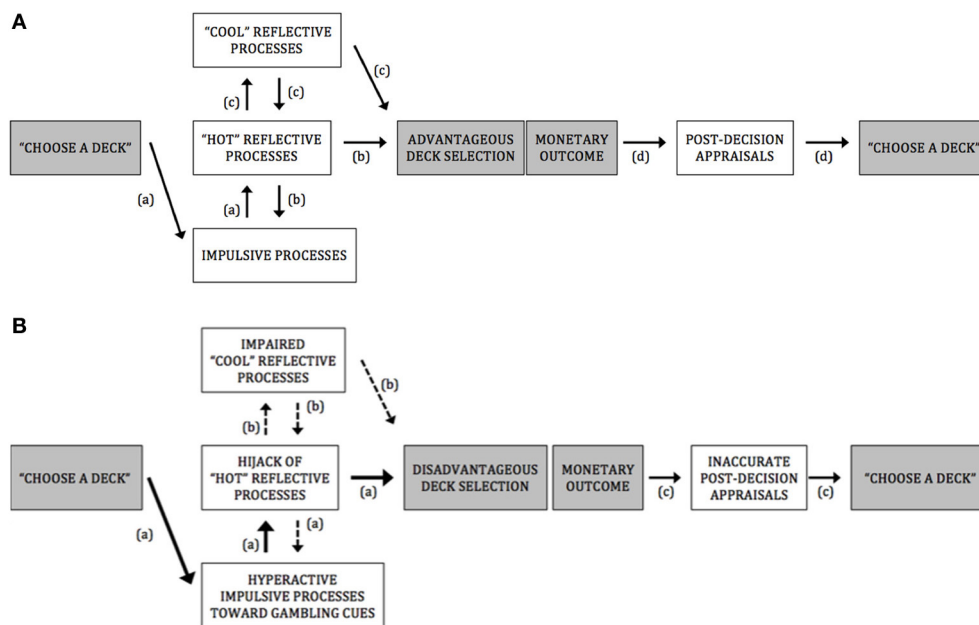 A
"COOL" REFLECTIVE
PROCESSES
(c)
(c)
(c)
"CHOOSE A DECK"
"HOT" REFLECTIVE
PROCESSES
(b)
ADVANTAGEOUS
DECK SELECTION
MONETARY
OUTCOME
(d)
POST-DECISION
APPRAISALS
(d)
"CHOOSE A DECK"
(a)
(a)
(b)
IMPULSIVE PROCESSES
B
IMPAIRED
"COOL" REFLECTIVE
PROCESSES
(b)
(b)
(b)
"CHOOSE A DECK"
HIJACK OF
"HOT" REFLECTIVE
PROCESSES
(a)
DISADVANTAGEOUS
DECK SELECTION
MONETARY
OUTCOME
(c)
INACCURATE
POST-DECISION
APPRAISALS
(c)
"CHOOSE A DECK"
(a)
(a)
(a)
HYPERACTIVE
IMPULSIVE PROCESSES
TOWARD GAMBLING CUES